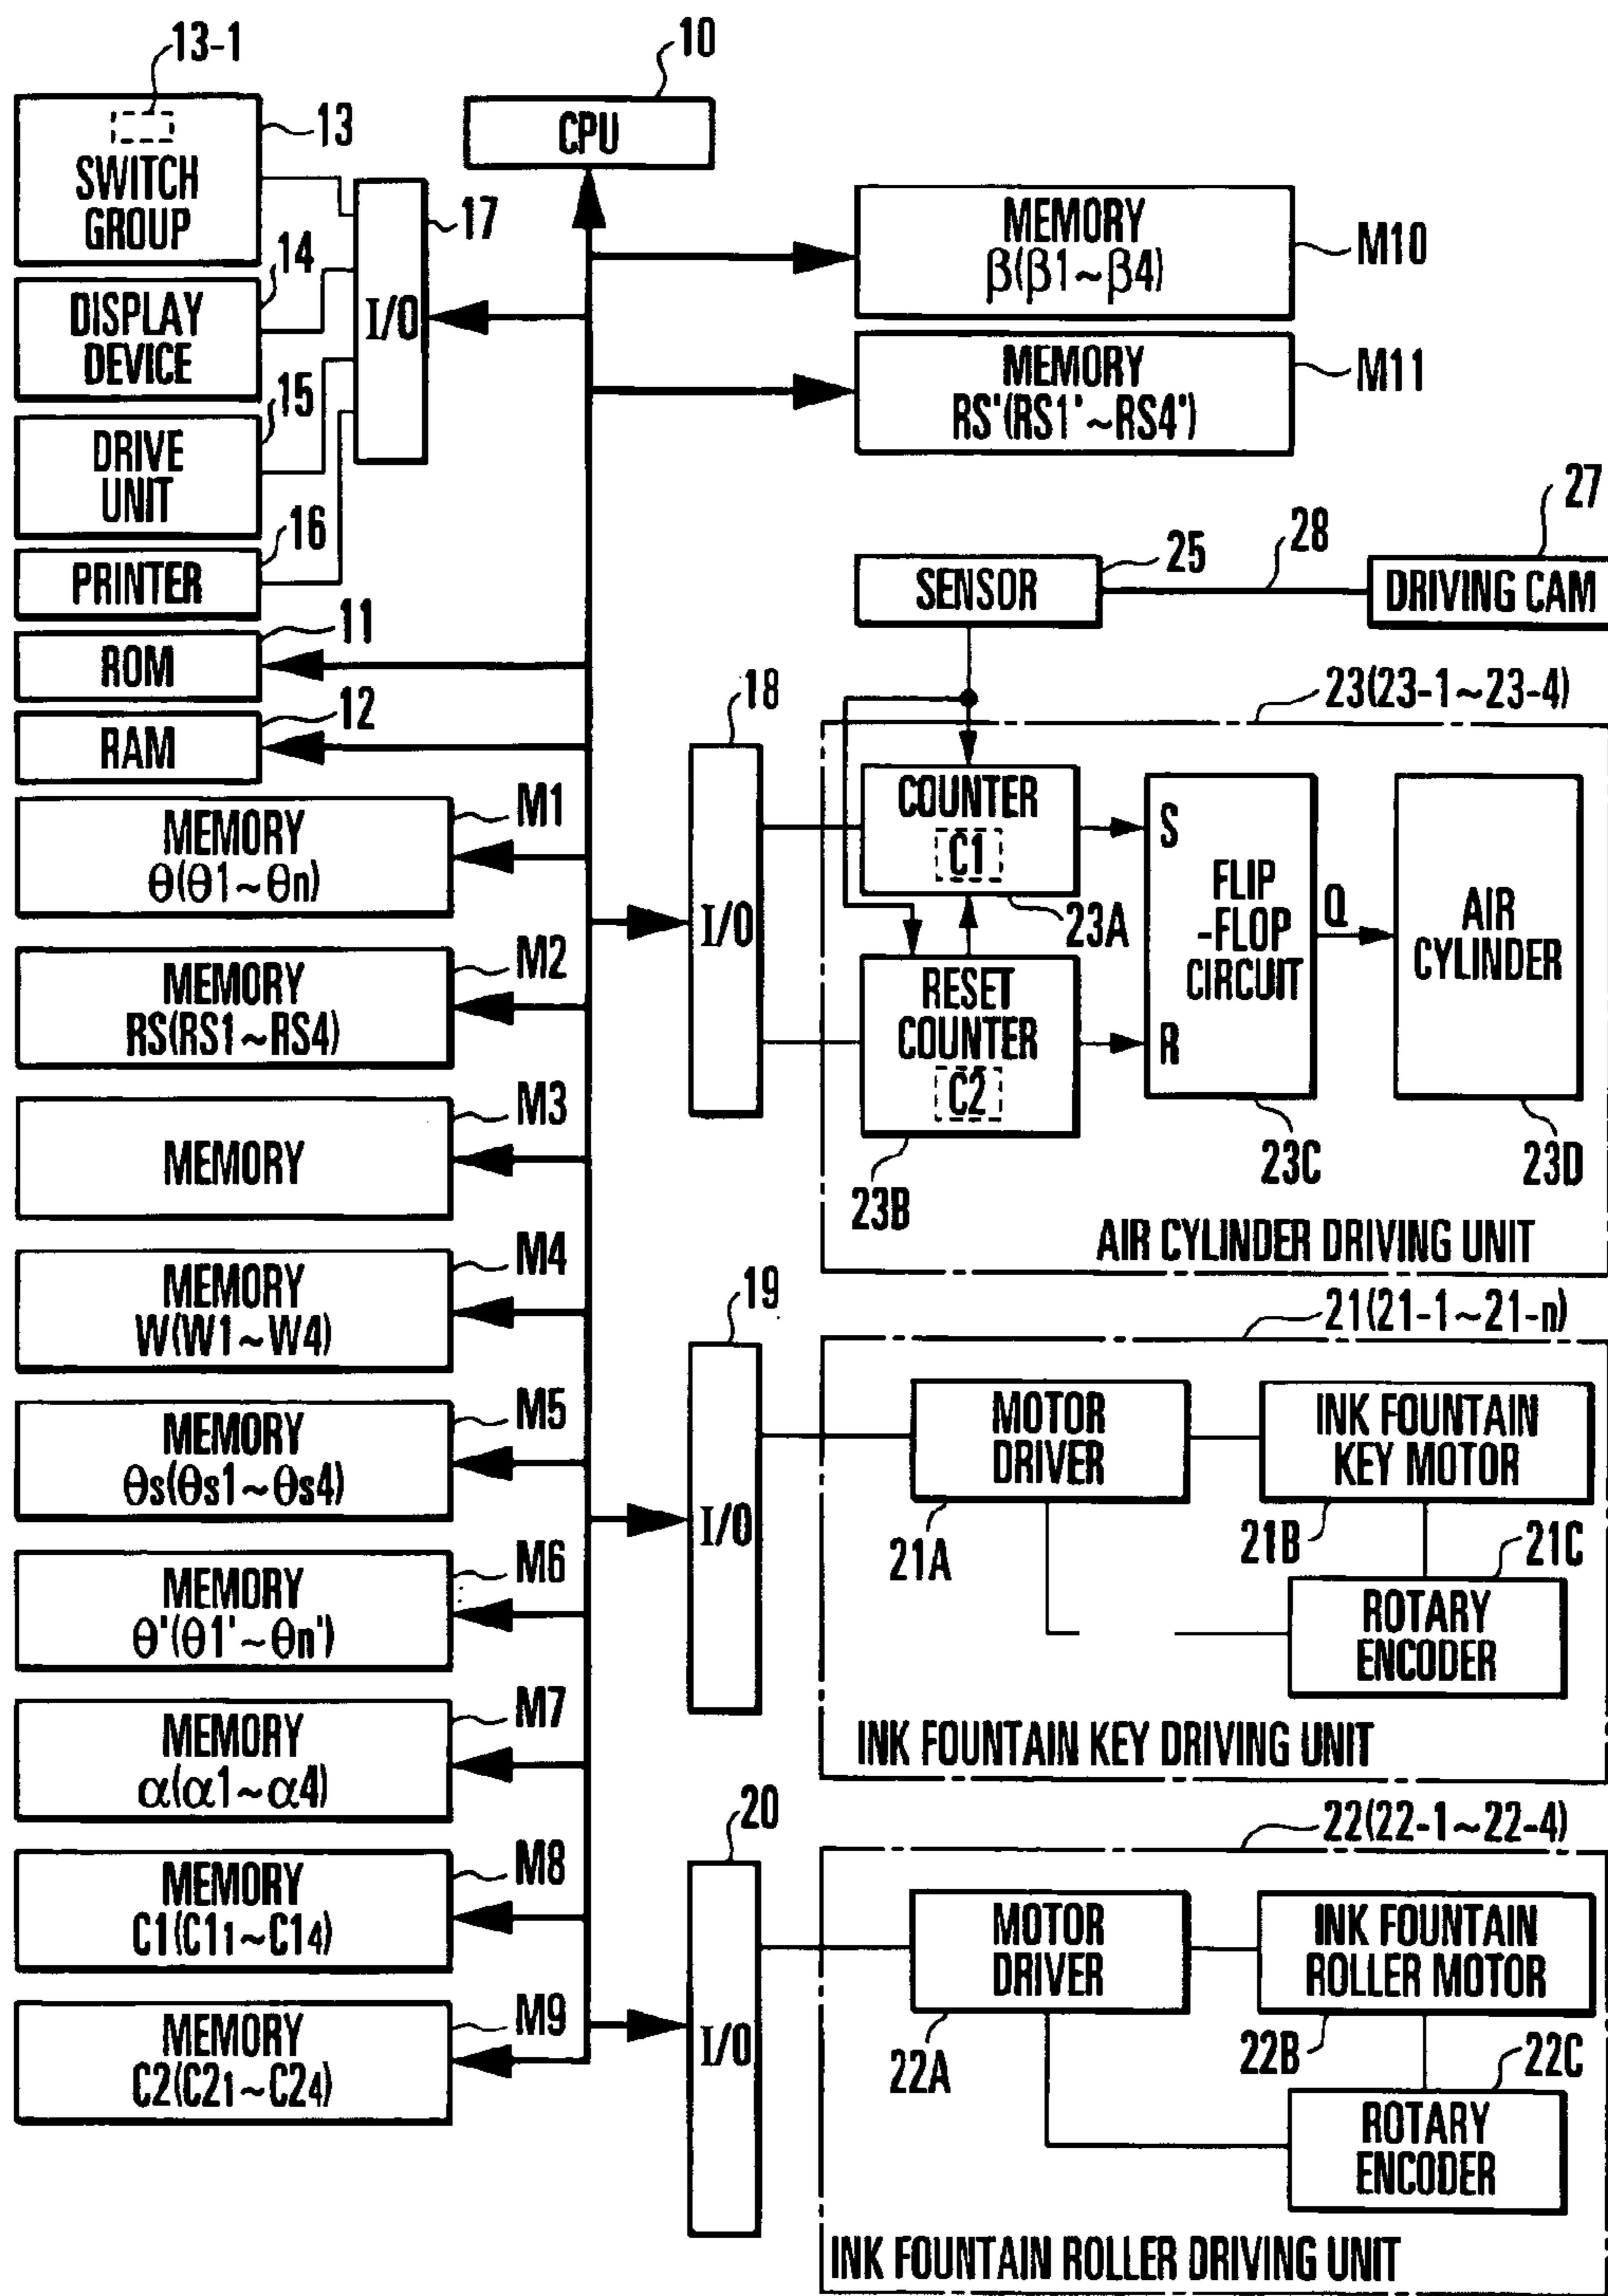 13-1
10
13
SWITCH
GROUP
CPU
17
14
DISPLAY
DEVICE
I/O
MEMORY
β(β1~β4)
M10
MEMORY
RS'(RS1'~RS4')
M11
15
DRIVE
UNIT
16
PRINTER
25
SENSOR
28
27
DRIVING CAM
11
ROM
12
RAM
18
I/O
23(23-1~23-4)
COUNTER
C1
23A
RESET
COUNTER
C2
23B
S
R
FLIP
-FLOP
CIRCUIT
Q
23C
AIR
CYLINDER
23D
AIR CYLINDER DRIVING UNIT
M1
MEMORY
θ(θ1~θn)
M2
MEMORY
RS(RS1~RS4)
M3
MEMORY
M4
MEMORY
W(W1~W4)
M5
MEMORY
θs(θs1~θs4)
M6
MEMORY
θ'(θ1'~θn')
M7
MEMORY
α(α1~α4)
M8
MEMORY
C1(C11~C14)
M9
MEMORY
C2(C21~C24)
19
I/O
21(21-1~21-n)
MOTOR
DRIVER
21A
INK FOUNTAIN
KEY MOTOR
21B
21C
ROTARY
ENCODER
INK FOUNTAIN KEY DRIVING UNIT
20
I/O
22(22-1~22-4)
MOTOR
DRIVER
22A
INK FOUNTAIN
ROLLER MOTOR
22B
22C
ROTARY
ENCODER
INK FOUNTAIN ROLLER DRIVING UNIT